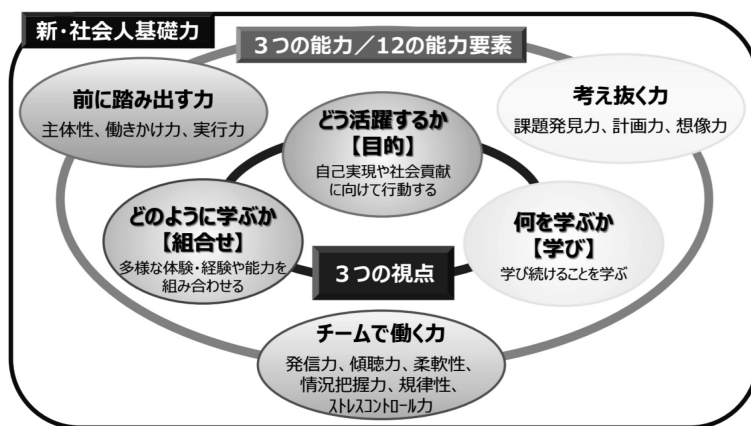 新・社会人基礎力
3つの能力／12の能力要素
前に踏み出す力
主体性、働きかけ力、実行力
考え抜く力
課題発見力、計画力、想像力
どう活躍するか
【目的】
自己実現や社会貢献
に向けて行動する
どのように学ぶか
【組合せ】
多様な体験・経験や能力を
組み合わせる
何を学ぶか
【学び】
学び続けることを学ぶ
3つの視点
チームで働く力
発信力、傾聴力、柔軟性、
情況把握力、規律性、
ストレスコントロール力